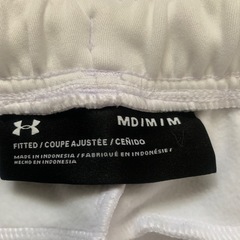 MD/M/M
FITTED / COUPE AJUSTÉE / CEÑIDO
MADE IN INDONESIA / FABRIQUÉ EN INDONÉSIE /
HECHO EN INDONESIA